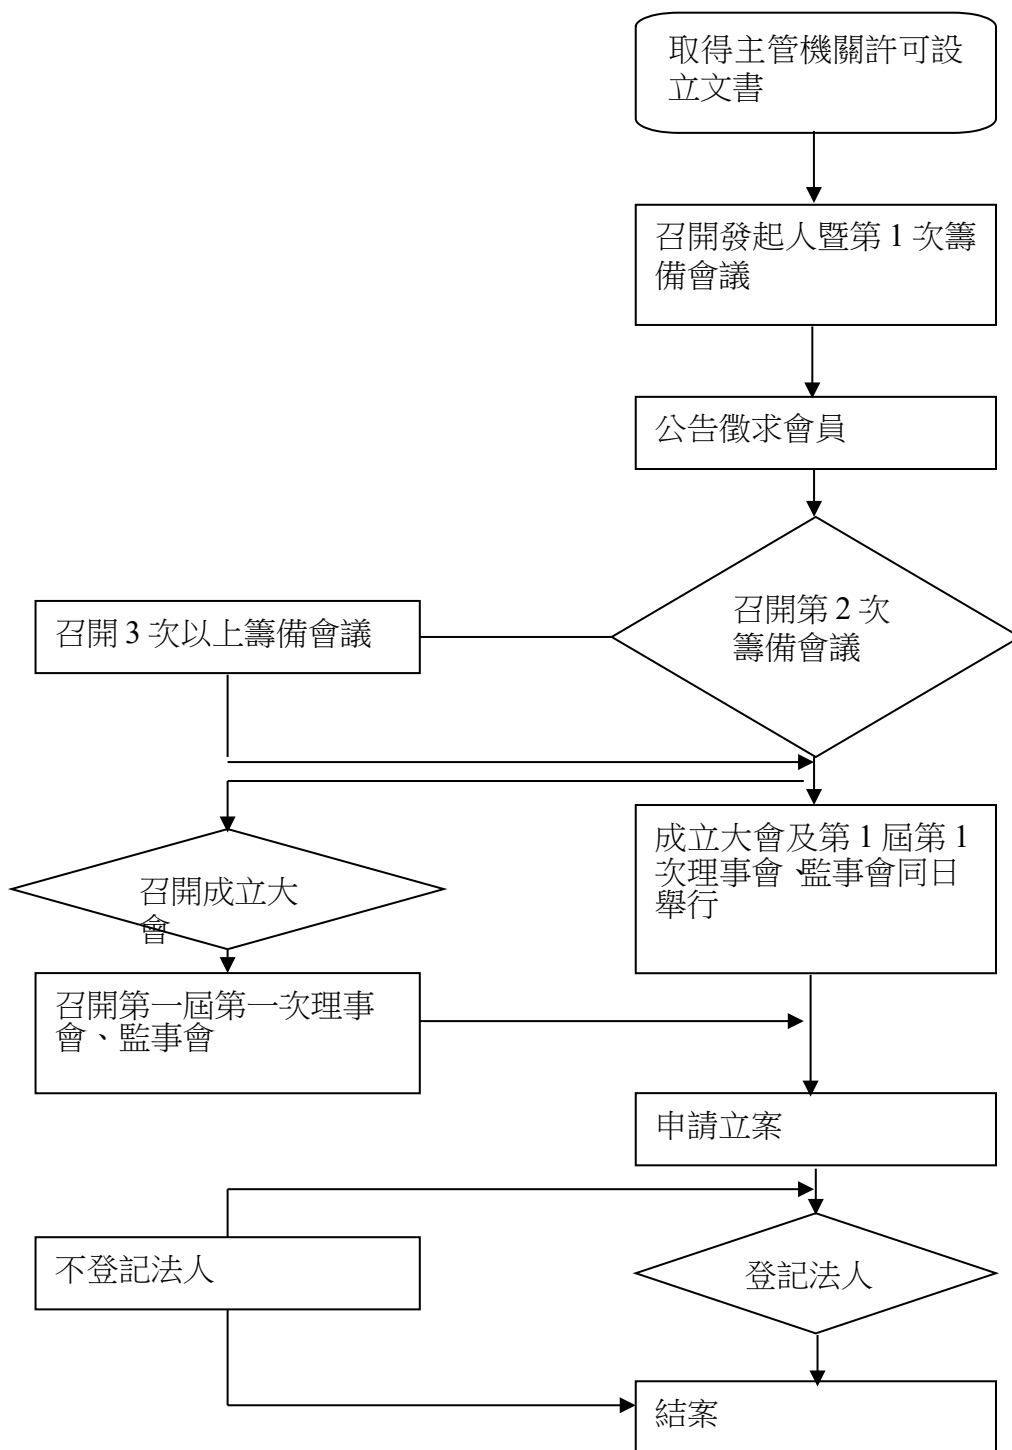 取得主管機關許可設
立文書
召開發起人暨第 1 次籌
備會議
公告徵求會員
召開第 2 次
籌備會議
召開 3 次以上籌備會議
成立大會及第 1 屆第 1
次理事會、監事會同日
舉行
召開成立大
會
召開第一屆第一次理事
會、監事會
申請立案
不登記法人
登記法人
結案